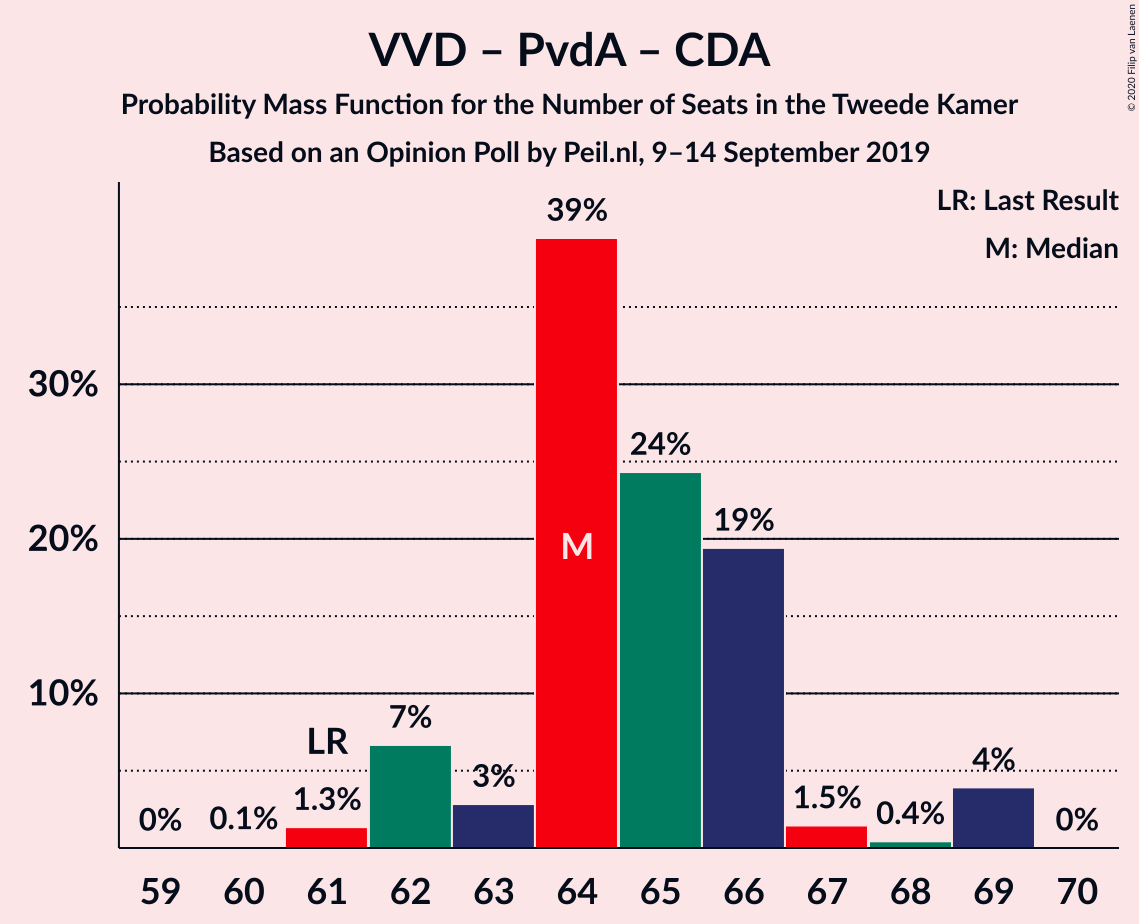 VVD – PvdA – CDA
Probability Mass Function for the Number of Seats in the Tweede Kamer
Based on an Opinion Poll by Peil.nl, 9–14 September 2019
© 2020 Filip van Laenen
LR: Last Result
M: Median
30%
20%
10%
0%
0.1%
LR
1.3%
7%
3%
39%
M
24%
19%
1.5%
0.4%
4%
0%
59 60 61 62 63 64 65 66 67 68 69 70